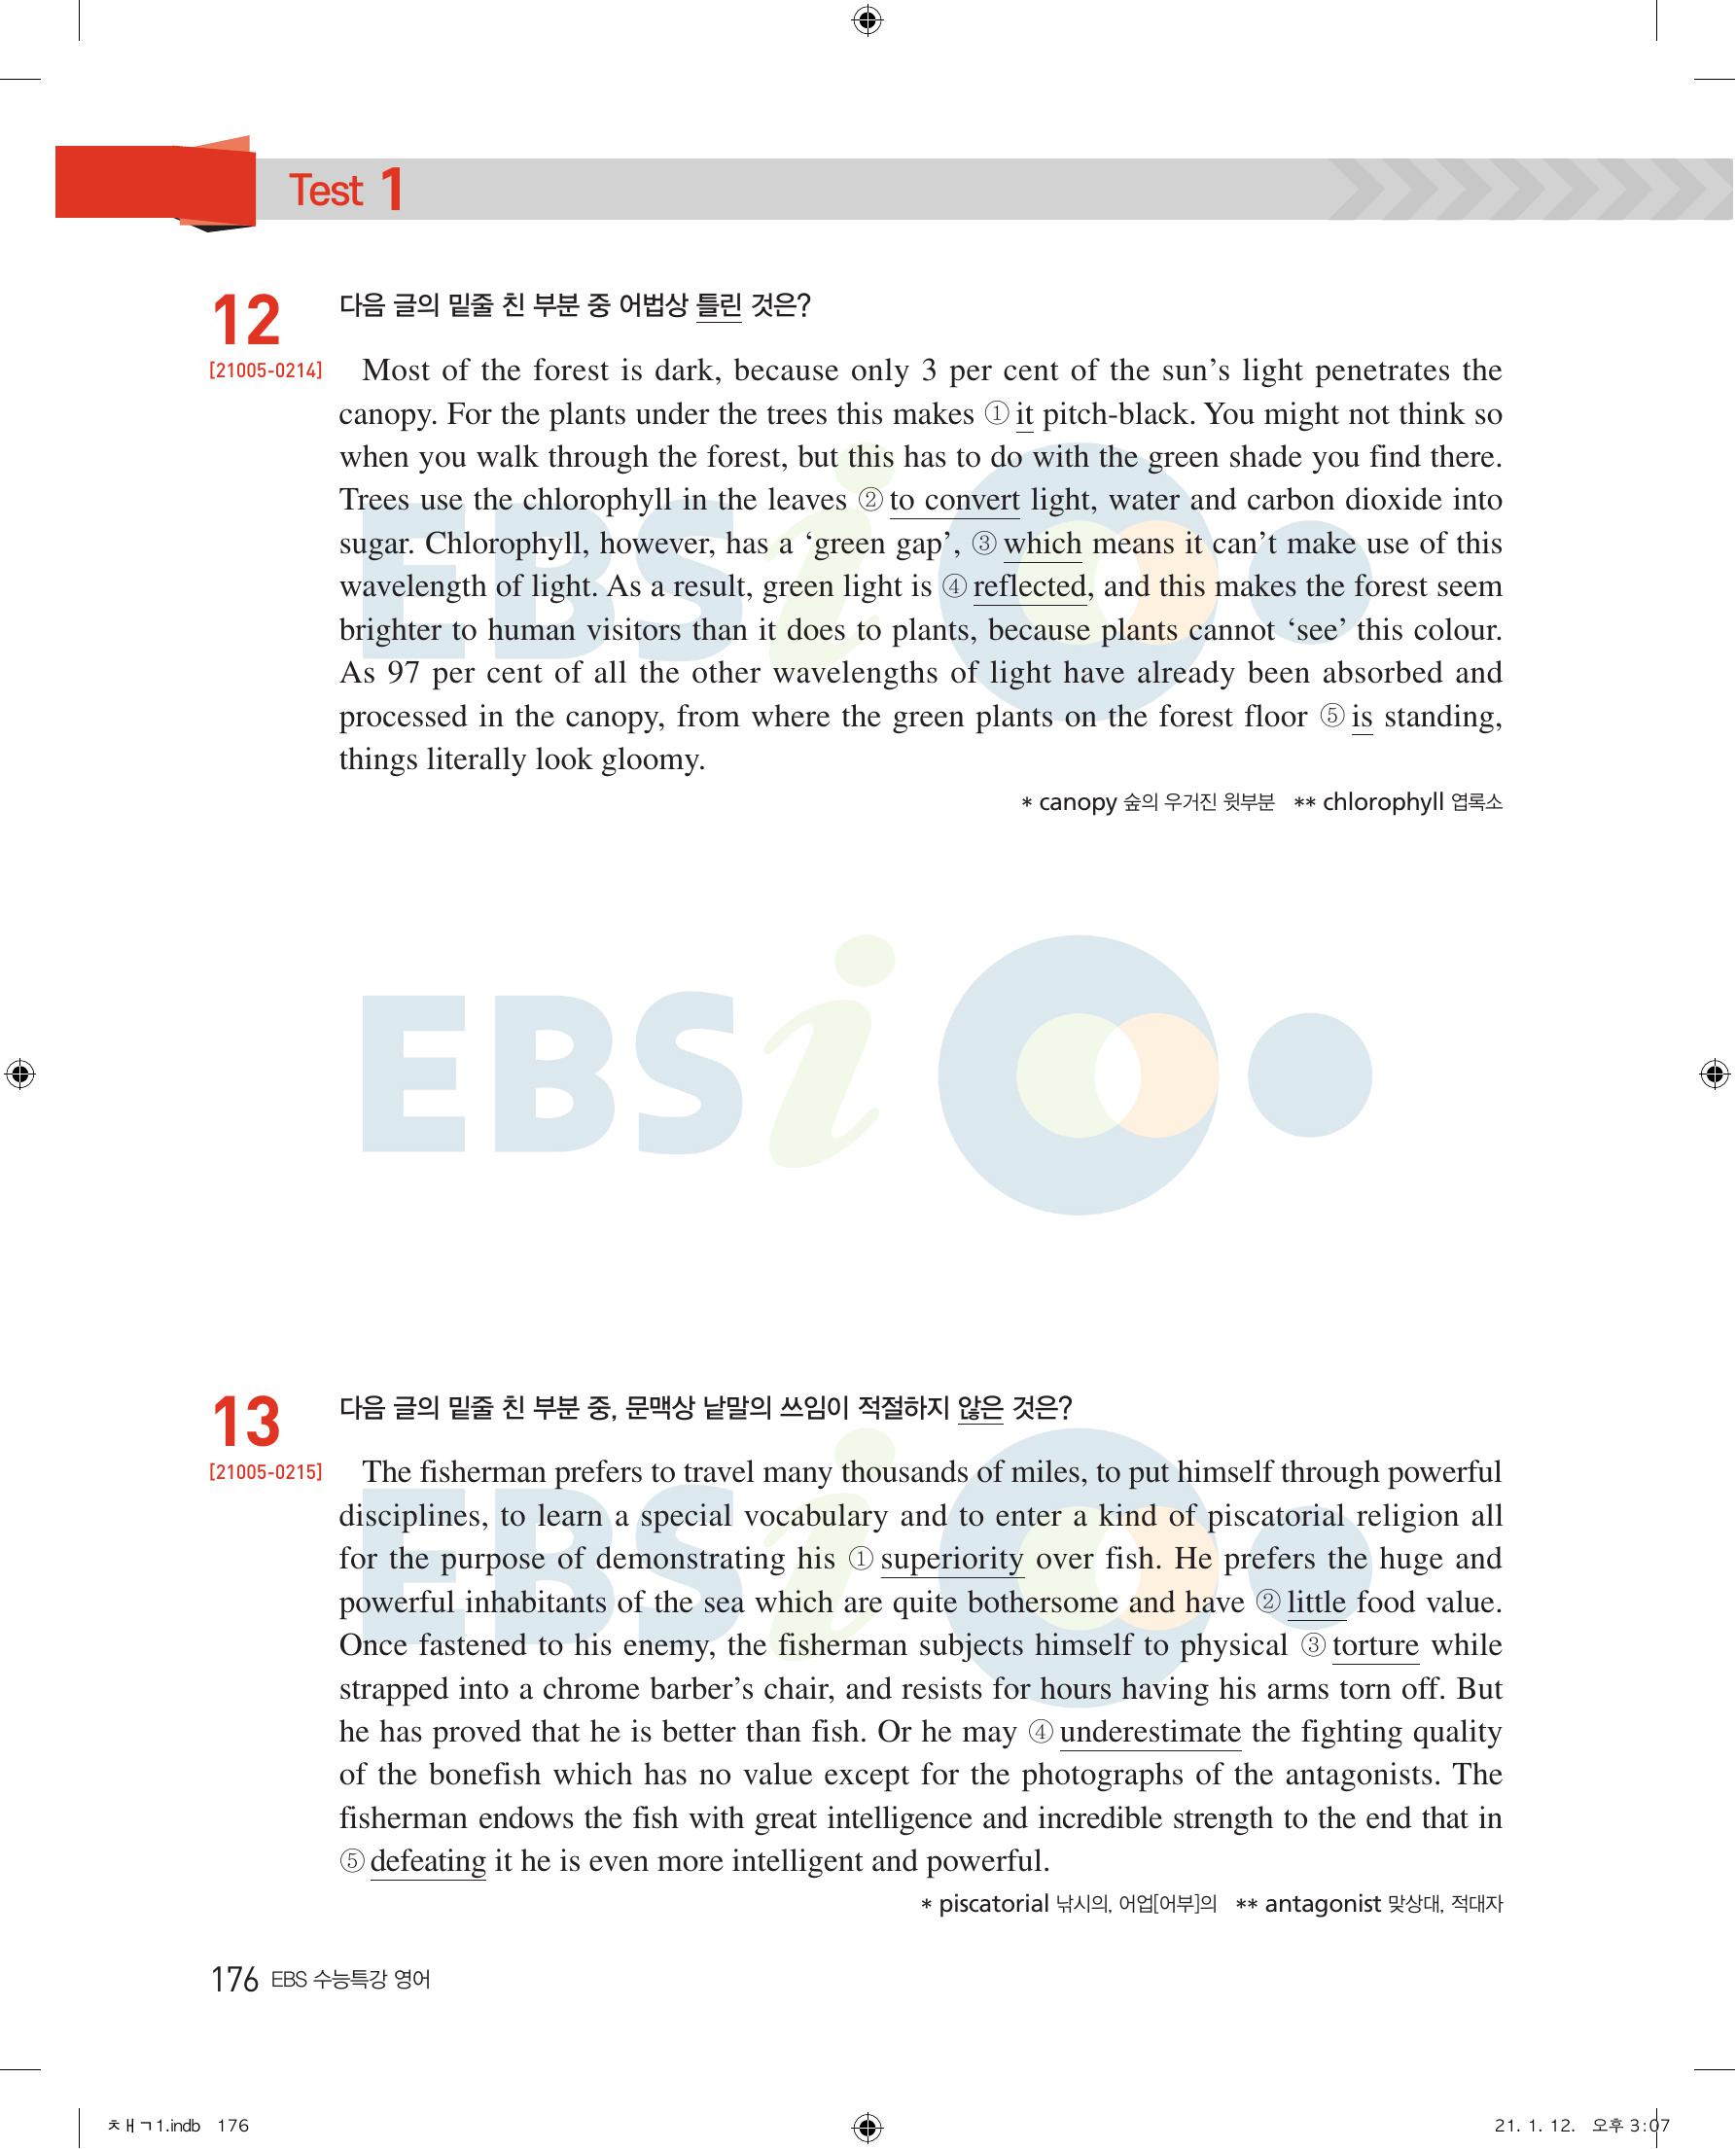 Test 1
12
[21005-0214]
다음 글의 밑줄 친 부분 중 어법상 틀린 것은?
Most of the forest is dark, because only 3 per cent of the sun’s light penetrates the
canopy. For the plants under the trees this makes ① it pitch-black. You might not think so
when you walk through the forest, but this has to do with the green shade you find there.
Trees use the chlorophyll in the leaves ② to convert light, water and carbon dioxide into
sugar. Chlorophyll, however, has a ‘green gap’, ③ which means it can’t make use of this
wavelength of light. As a result, green light is ④ reflected, and this makes the forest seem
brighter to human visitors than it does to plants, because plants cannot ‘see’ this colour.
As 97 per cent of all the other wavelengths of light have already been absorbed and
processed in the canopy, from where the green plants on the forest floor ⑤ is standing,
things literally look gloomy.
* canopy 숲의 우거진 윗부분 ** chlorophyll 엽록소
EBSi
13
[21005-0215]
다음 글의 밑줄 친 부분 중, 문맥상 낱말의 쓰임이 적절하지 않은 것은?
The fisherman prefers to travel many thousands of miles, to put himself through powerful
disciplines, to learn a special vocabulary and to enter a kind of piscatorial religion all
for the purpose of demonstrating his ① superiority over fish. He prefers the huge and
powerful inhabitants of the sea which are quite bothersome and have ② little food value.
Once fastened to his enemy, the fisherman subjects himself to physical ③ torture while
strapped into a chrome barber’s chair, and resists for hours having his arms torn off. But
he has proved that he is better than fish. Or he may ④ underestimate the fighting quality
of the bonefish which has no value except for the photographs of the antagonists. The
fisherman endows the fish with great intelligence and incredible strength to the end that in
⑤ defeating it he is even more intelligent and powerful.
* piscatorial 낚시의, 어업[어부]의 ** antagonist 맞상대, 적대자
176 EBS 수능특강 영어
ㅊㅐㄱ1.indb 176
21. 1. 12. 오후 3:07